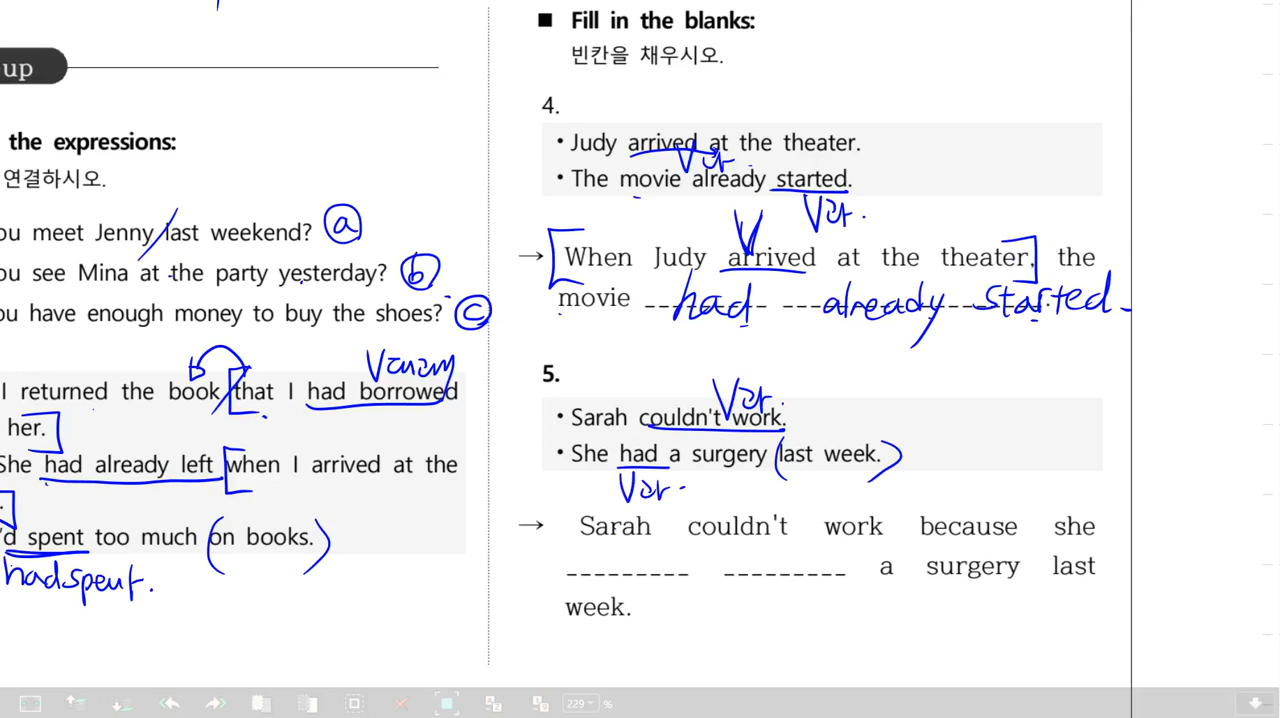 up
the expressions:
연결하시오.
ou meet Jenny last weekend? ⓐ
ou see Mina at the party yesterday? ⓑ
ou have enough money to buy the shoes? ⓒ
I returned the book that I had borrowed
her.
She had already left when I arrived at the
'd spent too much (on books.)
had spent.
■ Fill in the blanks:
빈칸을 채우시오.
4.
• Judy arrived at the theater.
• The movie already started.
→ [When Judy arrived at the theater,] the
movie had already started
5.
• Sarah couldn't work.
• She had a surgery (last week.)
→ Sarah couldn't work because she
_________ _________ a surgery last
week.
229 %